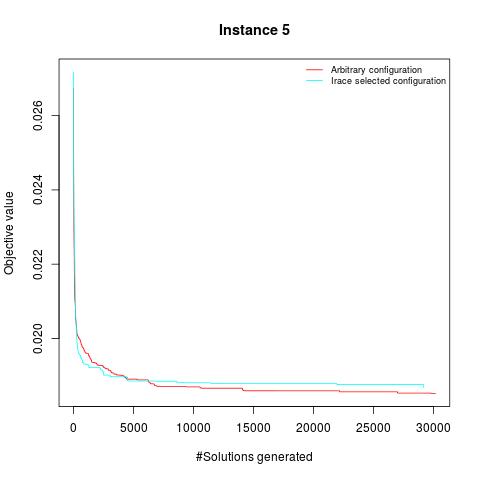 Instance 5
Arbitrary configuration
Irace selected configuration
Objective value
0.026
0.024
0.022
0.020
0 5000 10000 15000 20000 25000 30000
#Solutions generated